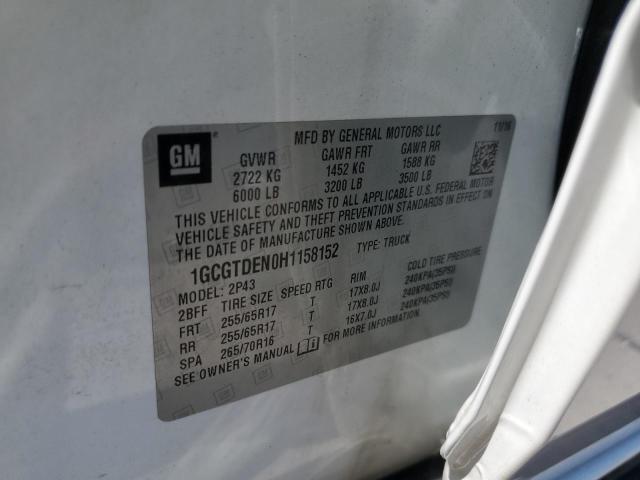 GM
MFD BY GENERAL MOTORS LLC 11/16
GVWR GAWR FRT GAWR RR
2722 KG 1452 KG 1588 KG
6000 LB 3200 LB 3500 LB
THIS VEHICLE CONFORMS TO ALL APPLICABLE U.S. FEDERAL MOTOR
VEHICLE SAFETY AND THEFT PREVENTION STANDARDS IN EFFECT ON
THE DATE OF MANUFACTURE SHOWN ABOVE.
1GCGTDEN0H1158152 TYPE: TRUCK
MODEL: 2P43
2BFF TIRE SIZE SPEED RTG RIM COLD TIRE PRESSURE
FRT 255/65R17 T 17X8.0J 240KPA(35PSI)
RR 255/65R17 T 17X8.0J 240KPA(35PSI)
SPA 265/70R16 T 16X7.0J 240KPA(35PSI)
SEE OWNER'S MANUAL FOR MORE INFORMATION.